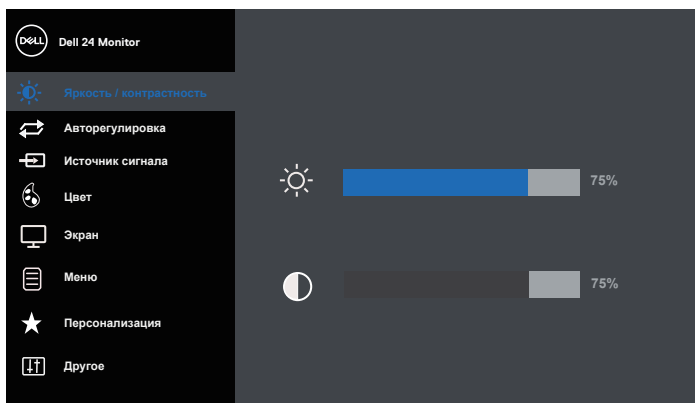 DELL
Dell 24 Monitor
Яркость / контрастность
Авторегулировка
Источник сигнала
Цвет
Экран
Меню
Персонализация
Другое
75%
75%